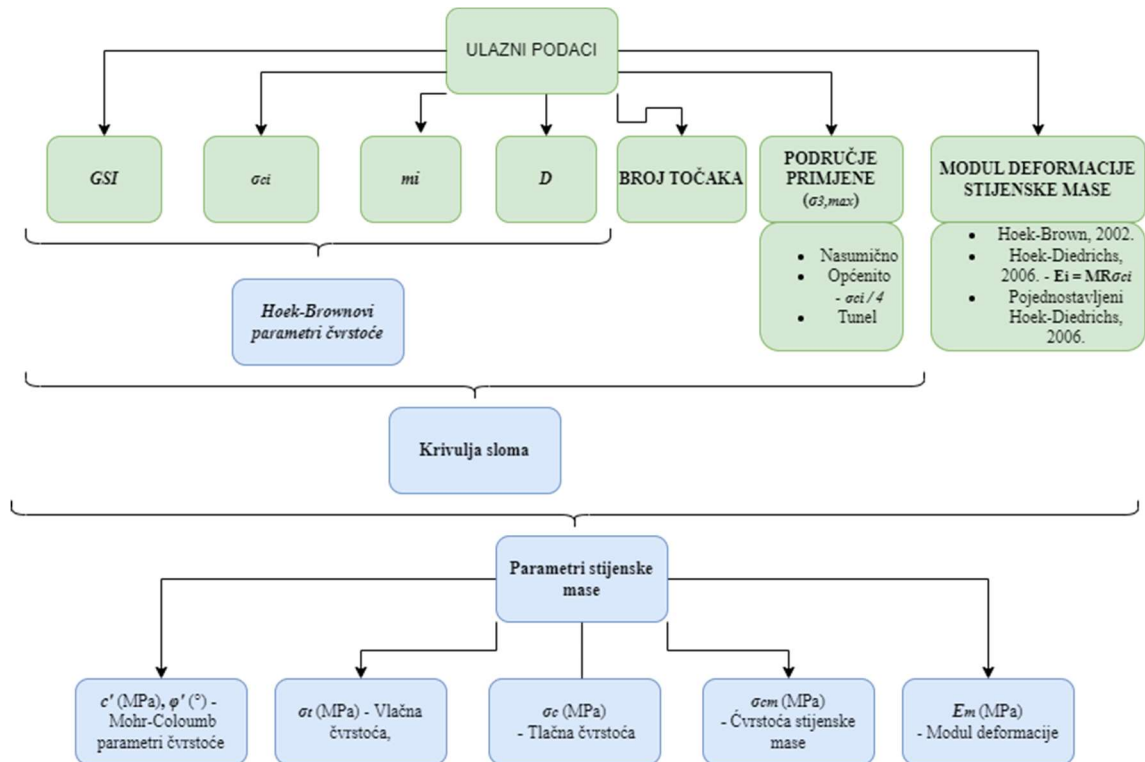 ULAZNI PODACI
GSI
σci
mi
D
BROJ TOČAKA
PODRUČJE
PRIMJENE
(σ3,max)
MODUL DEFORMACIJE
STIJENSKE MASE
• Nasumično
• Općenito
- σci / 4
• Tunel
• Hoek-Brown, 2002.
• Hoek-Diedrichs,
2006. - Ei = MRσci
• Pojednostavljeni
Hoek-Diedrichs,
2006.
Hoek-Brownovi
parametri čvrstoće
Krivulja sloma
Parametri stijenske
mase
c' (MPa), φ' (°) -
Mohr-Coloumb
parametri čvrstoće
σt (MPa) - Vlačna
čvrstoća,
σc (MPa)
- Tlačna čvrstoća
σcm (MPa)
- Čvrstoća stijenske
mase
Em (MPa)
- Modul deformacije